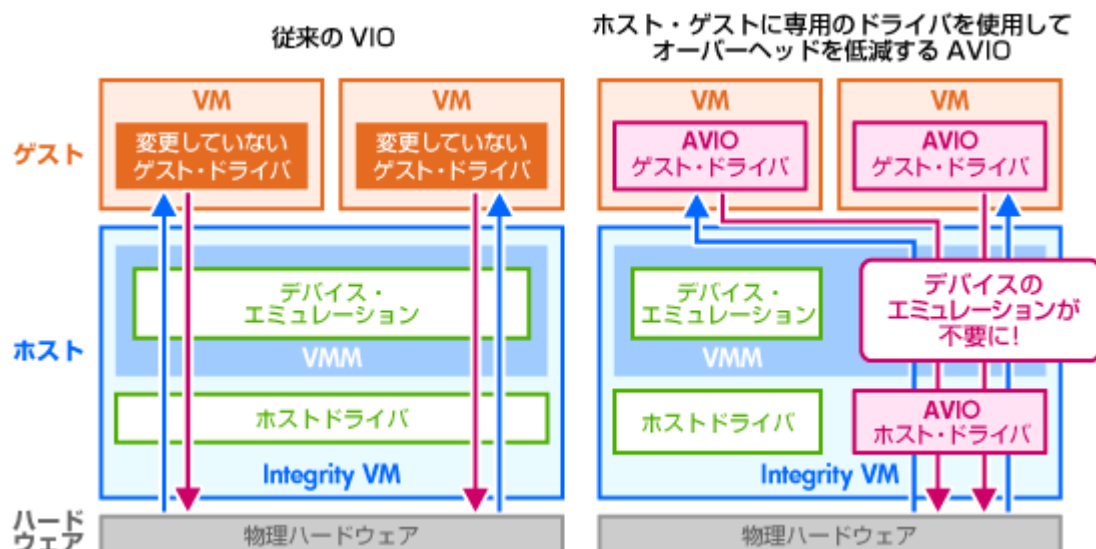 従来の VIO
ホスト・ゲストに専用のドライバを使用して
オーバーヘッドを低減する AVIO
ゲスト
VM
変更していない
ゲスト・ドライバ
VM
変更していない
ゲスト・ドライバ
VM
AVIO
ゲスト・ドライバ
VM
AVIO
ゲスト・ドライバ
ホスト
デバイス・
エミュレーション
VMM
ホストドライバ
Integrity VM
デバイス・
エミュレーション
VMM
デバイスの
エミュレーションが
不要に!
ホストドライバ
AVIO
ホスト・ドライバ
Integrity VM
ハード
ウェア
物理ハードウェア
物理ハードウェア